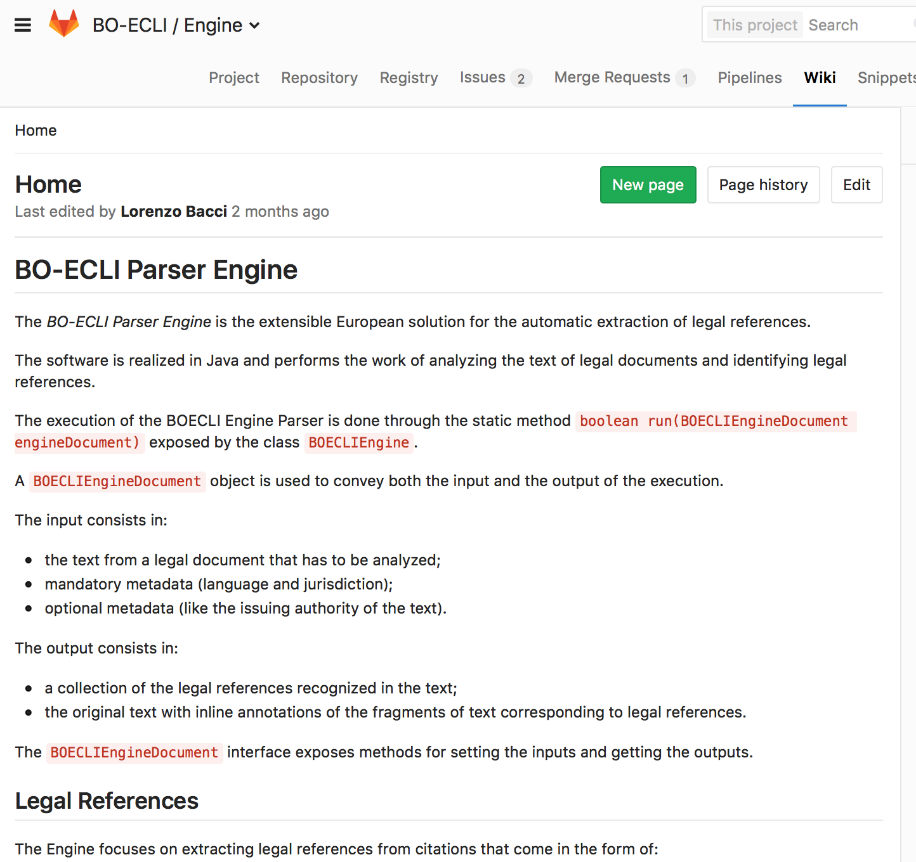 BO-ECLI / Engine
This project Search
Project Repository Registry Issues 2 Merge Requests 1 Pipelines Wiki Snippets
Home
Home
New page Page history Edit
Last edited by Lorenzo Bacci 2 months ago
BO-ECLI Parser Engine
The BO-ECLI Parser Engine is the extensible European solution for the automatic extraction of legal references.
The software is realized in Java and performs the work of analyzing the text of legal documents and identifying legal
references.
The execution of the BOECLI Engine Parser is done through the static method boolean run(BOECLIEngineDocument
engineDocument) exposed by the class BOECLIEngine.
A BOECLIEngineDocument object is used to convey both the input and the output of the execution.
The input consists in:
• the text from a legal document that has to be analyzed;
• mandatory metadata (language and jurisdiction);
• optional metadata (like the issuing authority of the text).
The output consists in:
• a collection of the legal references recognized in the text;
• the original text with inline annotations of the fragments of text corresponding to legal references.
The BOECLIEngineDocument interface exposes methods for setting the inputs and getting the outputs.
Legal References
The Engine focuses on extracting legal references from citations that come in the form of: